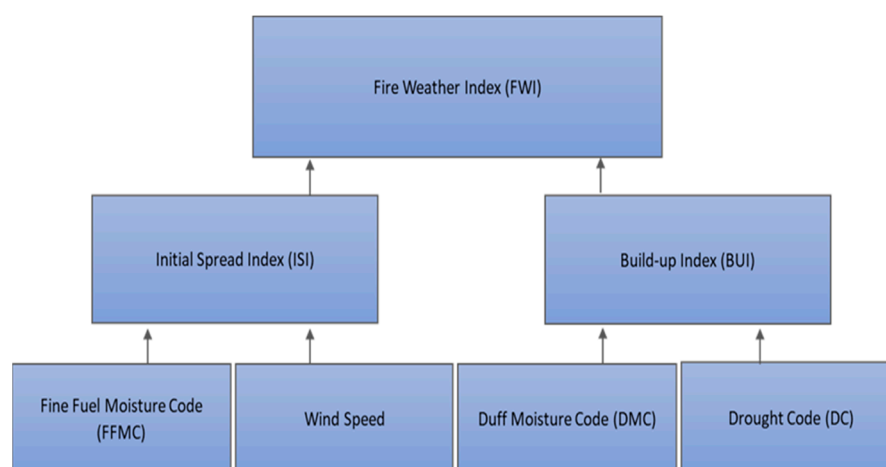 Fire Weather Index (FWI)
Initial Spread Index (ISI)
Build-up Index (BUI)
Fine Fuel Moisture Code
(FFMC)
Wind Speed
Duff Moisture Code (DMC)
Drought Code (DC)